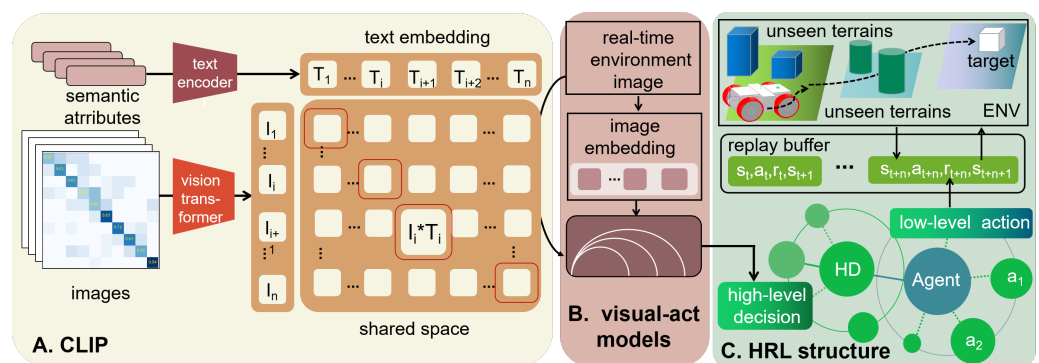 text embedding
semantic
atrributes
text
encoder
T1 ... Ti Ti+1 Ti+2 ... Tn
I1
...
Ii
Ii+
...1
In
... ...
...
... ...
... ...
Ii*Ti
...
... ...
images
vision
trans-
former
shared space
A. CLIP
real-time
environment
image
image
embedding
...
B. visual-act
models
unseen terrains
target
unseen terrains
ENV
replay buffer
st,at,rt,st+1 ... st+n,at+n,rt+n,st+n+1
low-level action
HD
Agent
a1
a2
high-level
decision
C. HRL structure